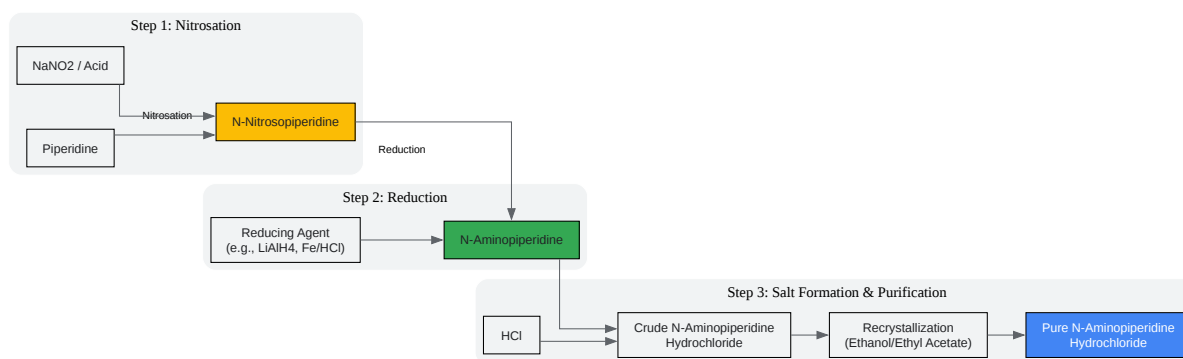 Step 1: Nitrosation
NaNO2 / Acid
Nitrosation
N-Nitrosopiperidine
Piperidine
Reduction
Step 2: Reduction
Reducing Agent
(e.g., LiAlH4, Fe/HCl)
N-Aminopiperidine
Step 3: Salt Formation & Purification
HCl
Crude N-Aminopiperidine
Hydrochloride
Recrystallization
(Ethanol/Ethyl Acetate)
Pure N-Aminopiperidine
Hydrochloride